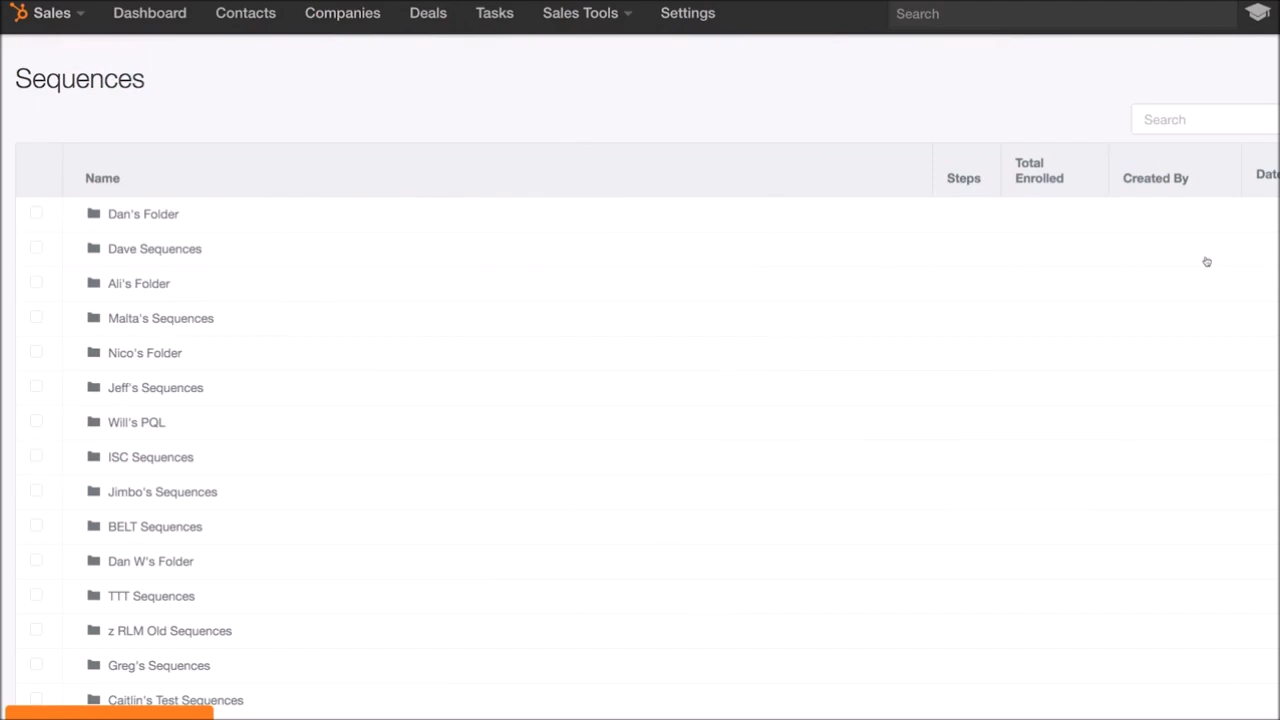 Sales Dashboard Contacts Companies Deals Tasks Sales Tools Settings Search
Sequences
Search
Name Steps Total Enrolled Created By
Dan's Folder
Dave Sequences
Ali's Folder
Malta's Sequences
Nico's Folder
Jeff's Sequences
Will's PQL
ISC Sequences
Jimbo's Sequences
BELT Sequences
Dan W's Folder
TTT Sequences
z RLM Old Sequences
Greg's Sequences
Caitlin's Test Sequences